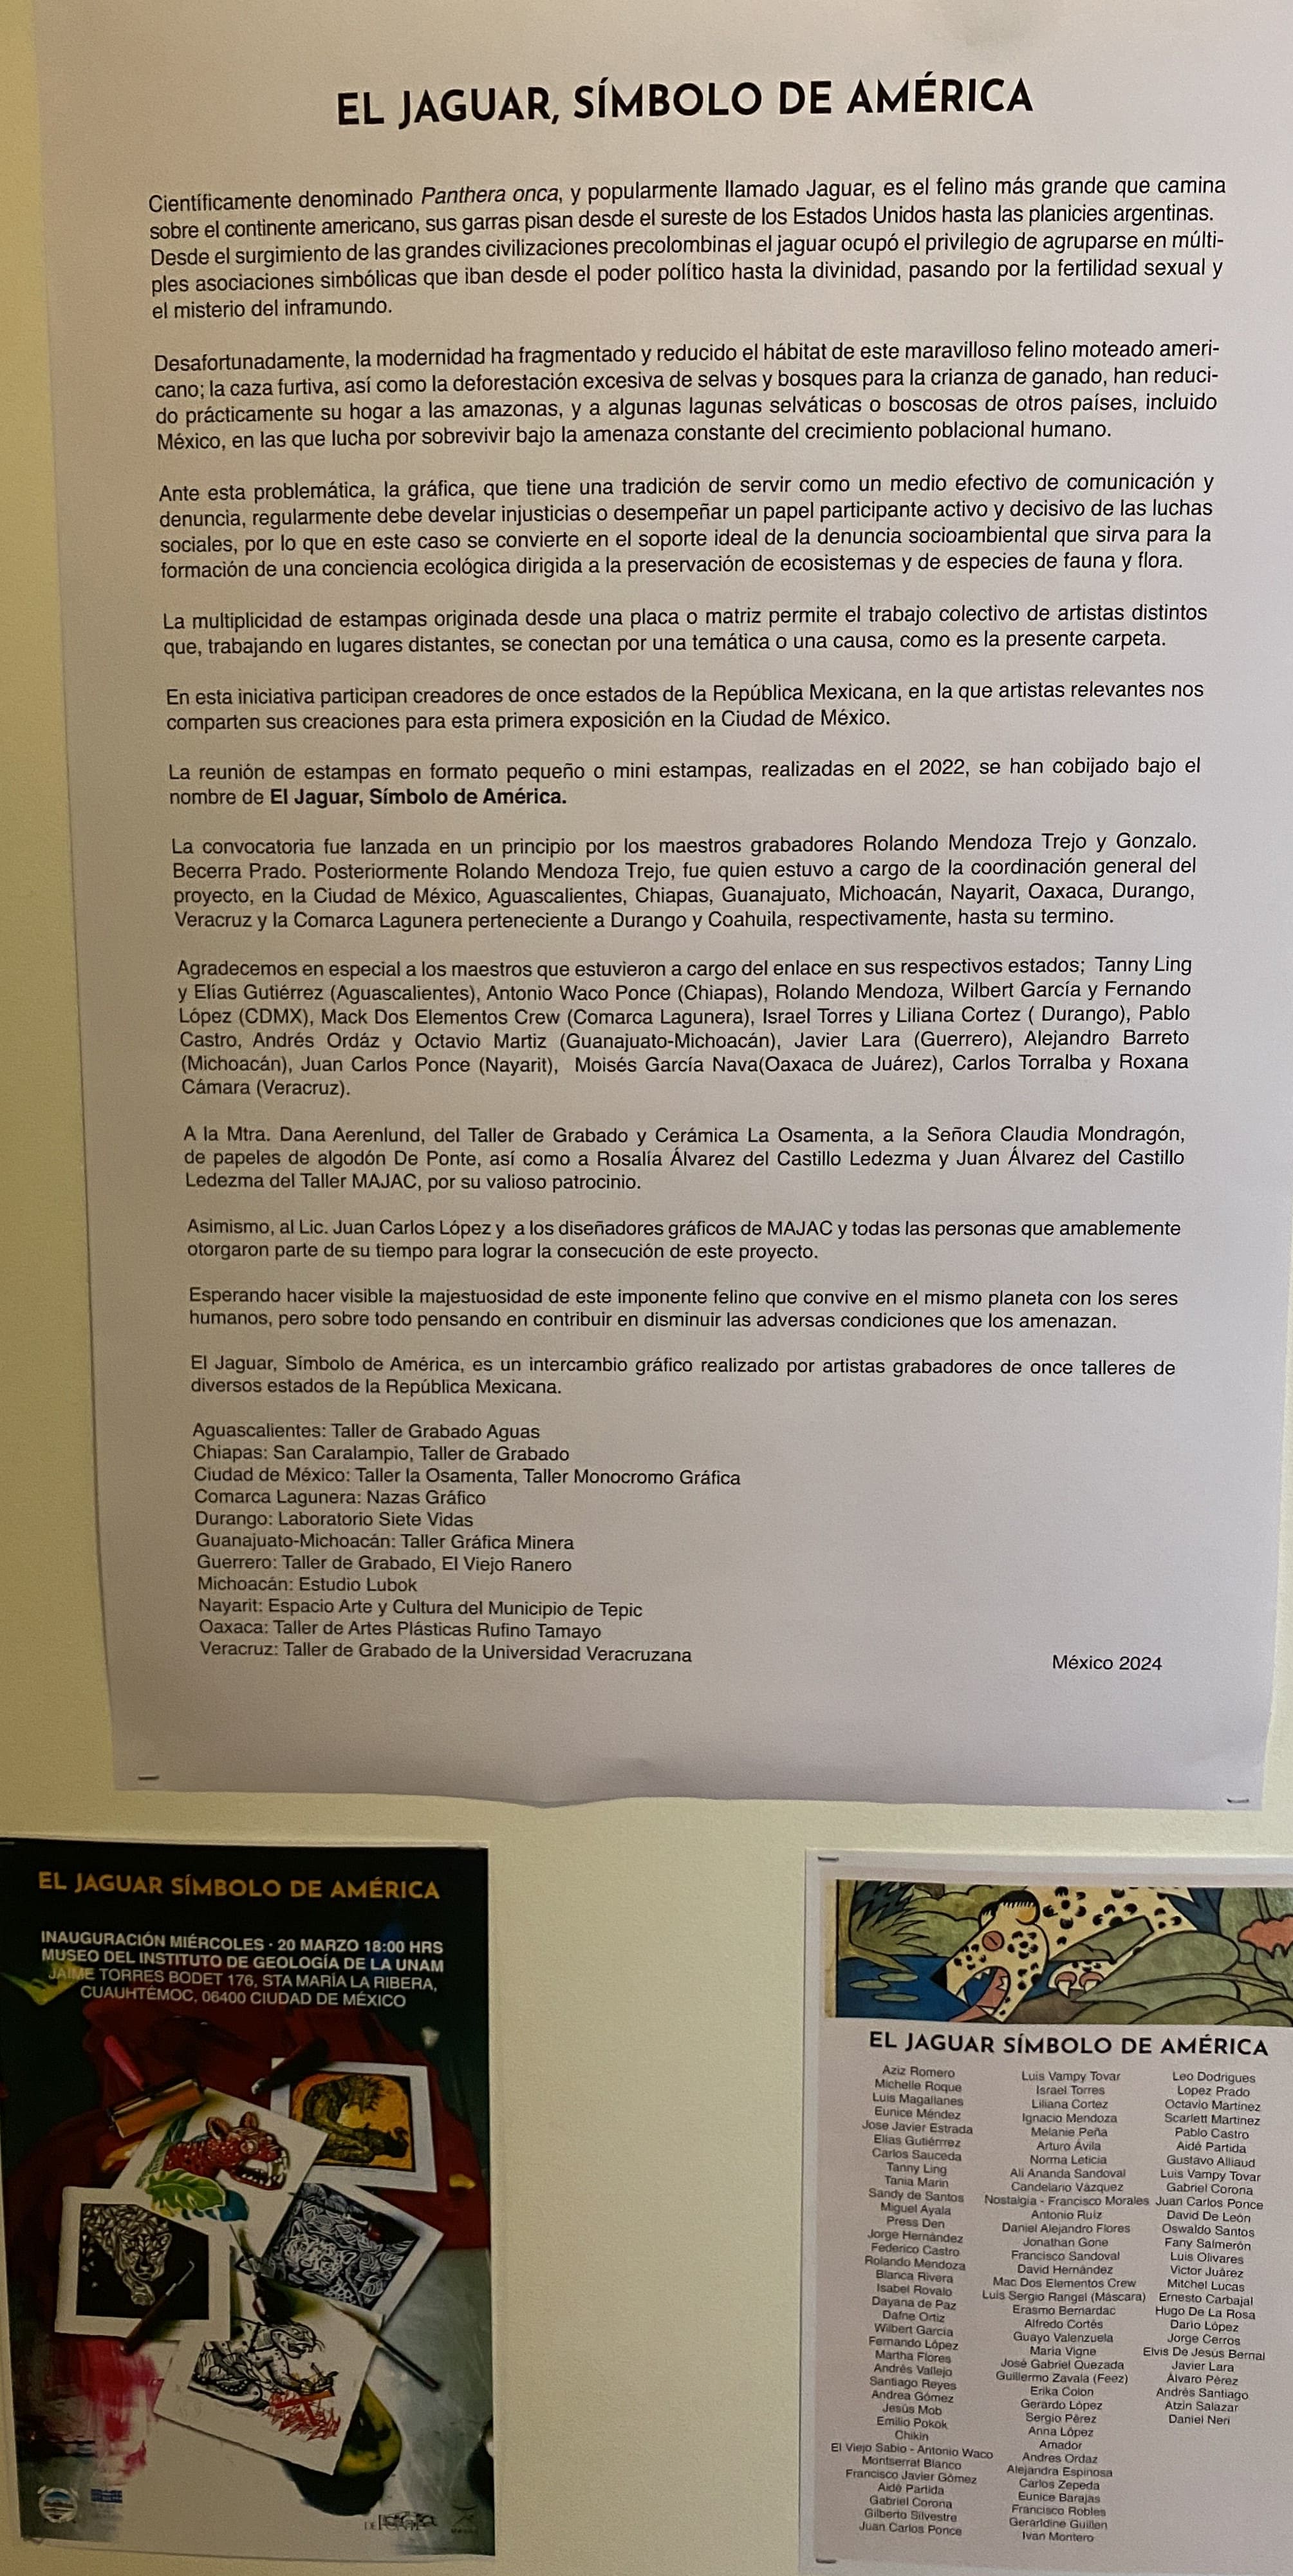 EL JAGUAR, SÍMBOLO DE AMÉRICA
Científicamente denominado Panthera onca, y popularmente llamado Jaguar, es el felino más grande que camina
sobre el continente americano, sus garras pisan desde el sureste de los Estados Unidos hasta las planicies argentinas.
Desde el surgimiento de las grandes civilizaciones precolombinas el jaguar ocupó el privilegio de agruparse en múlti-
ples asociaciones simbólicas que iban desde el poder político hasta la divinidad, pasando por la fertilidad sexual y
el misterio del inframundo.
Desafortunadamente, la modernidad ha fragmentado y reducido el hábitat de este maravilloso felino moteado ameri-
cano; la caza furtiva, así como la deforestación excesiva de selvas y bosques para la crianza de ganado, han reduci-
do prácticamente su hogar a las amazonas, y a algunas lagunas selváticas o boscosas de otros países, incluido
México, en las que lucha por sobrevivir bajo la amenaza constante del crecimiento poblacional humano.
Ante esta problemática, la gráfica, que tiene una tradición de servir como un medio efectivo de comunicación y
denuncia, regularmente debe develar injusticias o desempeñar un papel participante activo y decisivo de las luchas
sociales, por lo que en este caso se convierte en el soporte ideal de la denuncia socioambiental que sirva para la
formación de una conciencia ecológica dirigida a la preservación de ecosistemas y de especies de fauna y flora.
La multiplicidad de estampas originada desde una placa o matriz permite el trabajo colectivo de artistas distintos
que, trabajando en lugares distantes, se conectan por una temática o una causa, como es la presente carpeta.
En esta iniciativa participan creadores de once estados de la República Mexicana, en la que artistas relevantes nos
comparten sus creaciones para esta primera exposición en la Ciudad de México.
La reunión de estampas en formato pequeño o mini estampas, realizadas en el 2022, se han cobijado bajo el
nombre de El Jaguar, Símbolo de América.
La convocatoria fue lanzada en un principio por los maestros grabadores Rolando Mendoza Trejo y Gonzalo.
Becerra Prado. Posteriormente Rolando Mendoza Trejo, fue quien estuvo a cargo de la coordinación general del
proyecto, en la Ciudad de México, Aguascalientes, Chiapas, Guanajuato, Michoacán, Nayarit, Oaxaca, Durango,
Veracruz y la Comarca Lagunera perteneciente a Durango y Coahuila, respectivamente, hasta su termino.
Agradecemos en especial a los maestros que estuvieron a cargo del enlace en sus respectivos estados; Tanny Ling
y Elías Gutiérrez (Aguascalientes), Antonio Waco Ponce (Chiapas), Rolando Mendoza, Wilbert García y Fernando
López (CDMX), Mack Dos Elementos Crew (Comarca Lagunera), Israel Torres y Liliana Cortez ( Durango), Pablo
Castro, Andrés Ordáz y Octavio Martiz (Guanajuato-Michoacán), Javier Lara (Guerrero), Alejandro Barreto
(Michoacán), Juan Carlos Ponce (Nayarit), Moisés García Nava(Oaxaca de Juárez), Carlos Torralba y Roxana
Cámara (Veracruz).
A la Mtra. Dana Aerenlund, del Taller de Grabado y Cerámica La Osamenta, a la Señora Claudia Mondragón,
de papeles de algodón De Ponte, así como a Rosalía Álvarez del Castillo Ledezma y Juan Álvarez del Castillo
Ledezma del Taller MAJAC, por su valioso patrocinio.
Asimismo, al Lic. Juan Carlos López y a los diseñadores gráficos de MAJAC y todas las personas que amablemente
otorgaron parte de su tiempo para lograr la consecución de este proyecto.
Esperando hacer visible la majestuosidad de este imponente felino que convive en el mismo planeta con los seres
humanos, pero sobre todo pensando en contribuir en disminuir las adversas condiciones que los amenazan.
El Jaguar, Símbolo de América, es un intercambio gráfico realizado por artistas grabadores de once talleres de
diversos estados de la República Mexicana.
Aguascalientes: Taller de Grabado Aguas
Chiapas: San Caralampio, Taller de Grabado
Ciudad de México: Taller la Osamenta, Taller Monocromo Gráfica
Comarca Lagunera: Nazas Gráfico
Durango: Laboratorio Siete Vidas
Guanajuato-Michoacán: Taller Gráfica Minera
Guerrero: Taller de Grabado, El Viejo Ranero
Michoacán: Estudio Lubok
Nayarit: Espacio Arte y Cultura del Municipio de Tepic
Oaxaca: Taller de Artes Plásticas Rufino Tamayo
Veracruz: Taller de Grabado de la Universidad Veracruzana
México 2024
EL JAGUAR SÍMBOLO DE AMÉRICA
INAUGURACIÓN MIÉRCOLES · 20 MARZO 18:00 HRS
MUSEO DEL INSTITUTO DE GEOLOGÍA DE LA UNAM
JAIME TORRES BODET 176, STA MARÍA LA RIBERA,
CUAUHTÉMOC, 06400 CIUDAD DE MÉXICO
EL JAGUAR SÍMBOLO DE AMÉRICA
Aziz Romero
Michelle Roque
Luis Magallanes
Eunice Méndez
Jose Javier Estrada
Elías Gutiérrrez
Carlos Sauceda
Tanny Ling
Tania Marin
Sandy de Santos
Miguel Ayala
Press Den
Jorge Hernández
Federico Castro
Rolando Mendoza
Blanca Rivera
Isabel Rovalo
Dayana de Paz
Dafne Ortiz
Wilbert García
Fernando López
Martha Flores
Andrés Vallejo
Santiago Reyes
Andrea Gómez
Jesús Mob
Emilio Pokok
Chikin
El Viejo Sabio - Antonio Waco
Montserrat Blanco
Francisco Javier Gómez
Aidé Partida
Gabriel Corona
Gilberto Silvestre
Juan Carlos Ponce
Luis Vampy Tovar
Israel Torres
Liliana Cortez
Ignacio Mendoza
Melanie Peña
Arturo Ávila
Norma Leticia
Ali Ananda Sandoval
Candelario Vázquez
Nostalgia - Francisco Morales
Antonio Ruiz
Daniel Alejandro Flores
Jonathan Gone
Francisco Sandoval
David Hernández
Mac Dos Elementos Crew
Luis Sergio Rangel (Máscara)
Erasmo Bernardac
Alfredo Cortés
Guayo Valenzuela
Maria Vigne
José Gabriel Quezada
Guillermo Zavala (Feez)
Erika Colon
Gerardo López
Sergio Pérez
Anna López
Amador
Andres Ordaz
Alejandra Espinosa
Carlos Zepeda
Eunice Barajas
Francisco Robles
Gerarldine Guillen
Ivan Montero
Leo Dodrigues
Lopez Prado
Octavio Martinez
Scarlett Martinez
Pablo Castro
Aidé Partida
Gustavo Alliaud
Luis Vampy Tovar
Gabriel Corona
Juan Carlos Ponce
David De León
Oswaldo Santos
Fany Salmerón
Luis Olivares
Victor Juárez
Mitchel Lucas
Ernesto Carbajal
Hugo De La Rosa
Darío López
Jorge Cerros
Elvis De Jesus Bernal
Javier Lara
Álvaro Pérez
Andrés Santiago
Atzin Salazar
Daniel Neri